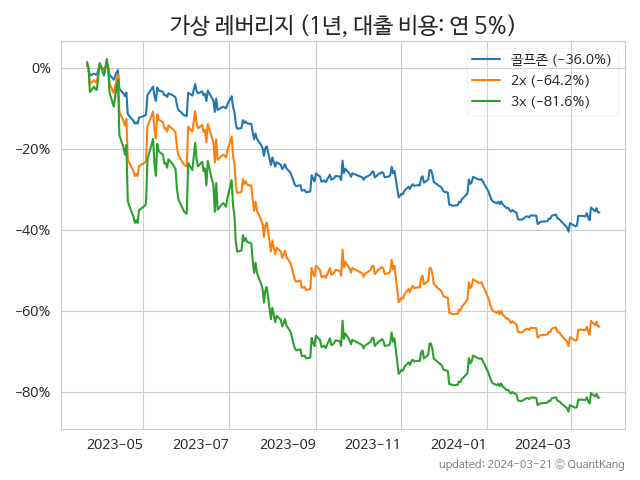 가상 레버리지 (1년, 대출 비용: 연 5%)
골프존 (−36.0%)
2x (−64.2%)
3x (−81.6%)
0%
−20%
−40%
−60%
−80%
2023-05 2023-07 2023-09 2023-11 2024-01 2024-03
updated: 2024-03-21 © QuantKang